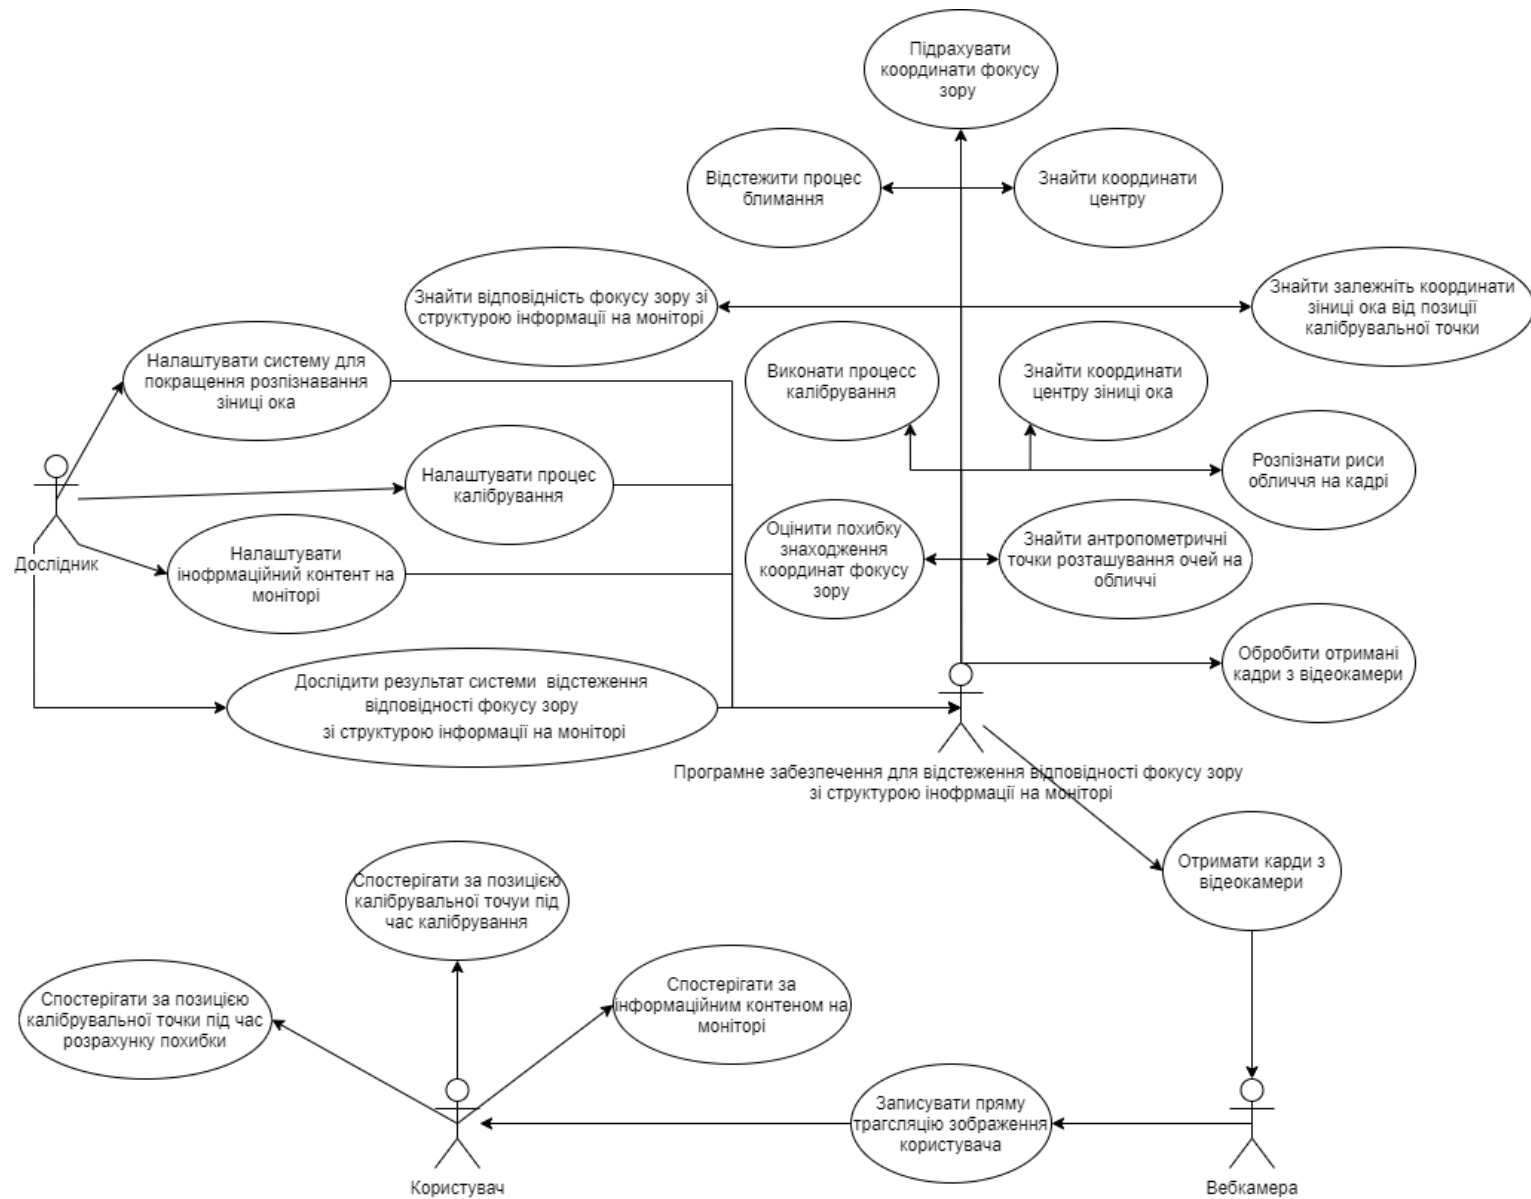 Підрахувати
координати фокусу
зору
Відстежити процес
блимання
Знайти координати
центру
Знайти відповідність фокусу зору зі
структурою інформації на моніторі
Знайти залежніть координати
зіниці ока від позиції
калібрувальної точки
Налаштувати систему для
покращення розпізнавання
зіниці ока
Виконати процесс
калібрування
Знайти координати
центру зіниці ока
Налаштувати процес
калібрування
Розпізнати риси
обличчя на кадрі
Дослідник
Налаштувати
інофрмаційний контент на
моніторі
Оцінити похибку
знаходження
координат фокусу
зору
Знайти антропометричні
точки розташування очей на
обличчі
Дослідити результат системи  відстеження
відповідності фокусу зору
зі структурою інформації на моніторі
Обробити отримані
кадри з відеокамери
Програмне забезпечення для відстеження відповідності фокусу зору
зі структурою інофрмації на моніторі
Отримати карди з
відеокамери
Спостерігати за позицією
калібрувальної точуи під
час калібрування
Спостерігати за позицією
калібрувальної точки під час
розрахунку похибки
Спостерігати за
інформаційним контеном на
моніторі
Записувати пряму
трагсляцію зображення
користувача
Користувач
Вебкамера